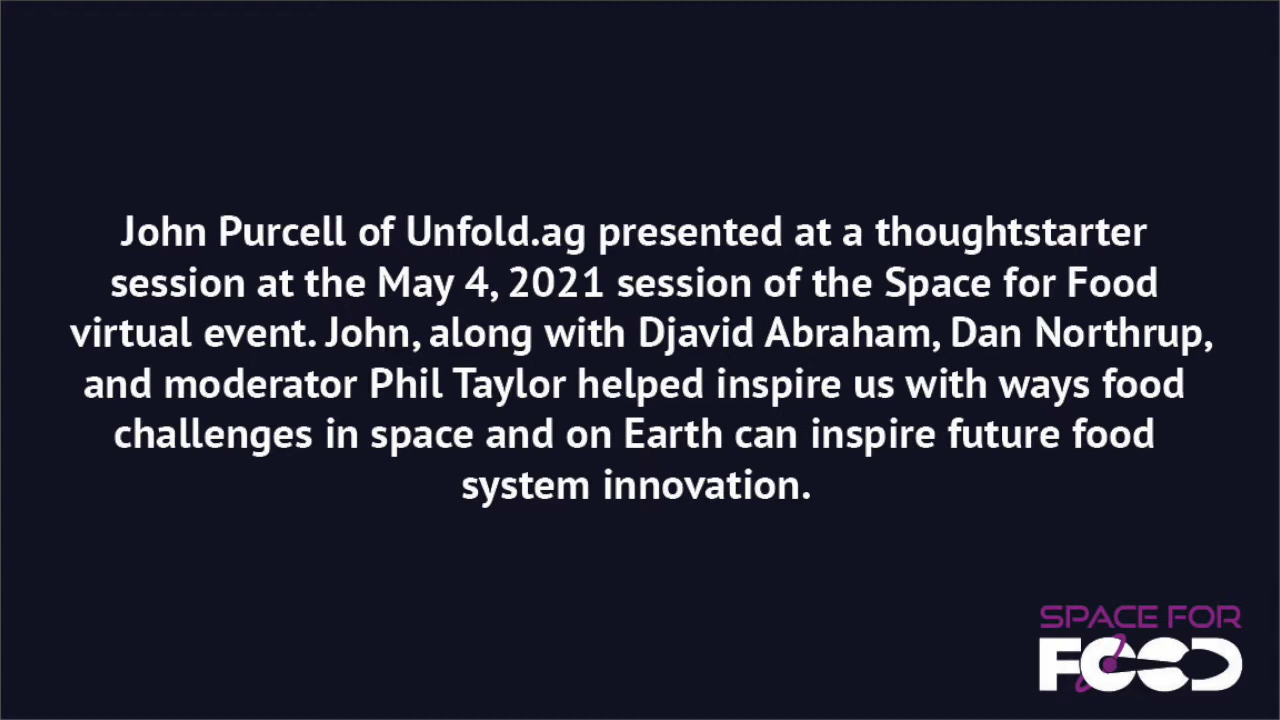 John Purcell of Unfold.ag presented at a thoughtstarter
session at the May 4, 2021 session of the Space for Food
virtual event. John, along with Djavid Abraham, Dan Northrup,
and moderator Phil Taylor helped inspire us with ways food
challenges in space and on Earth can inspire future food
system innovation.
SPACE FOR
FOOD